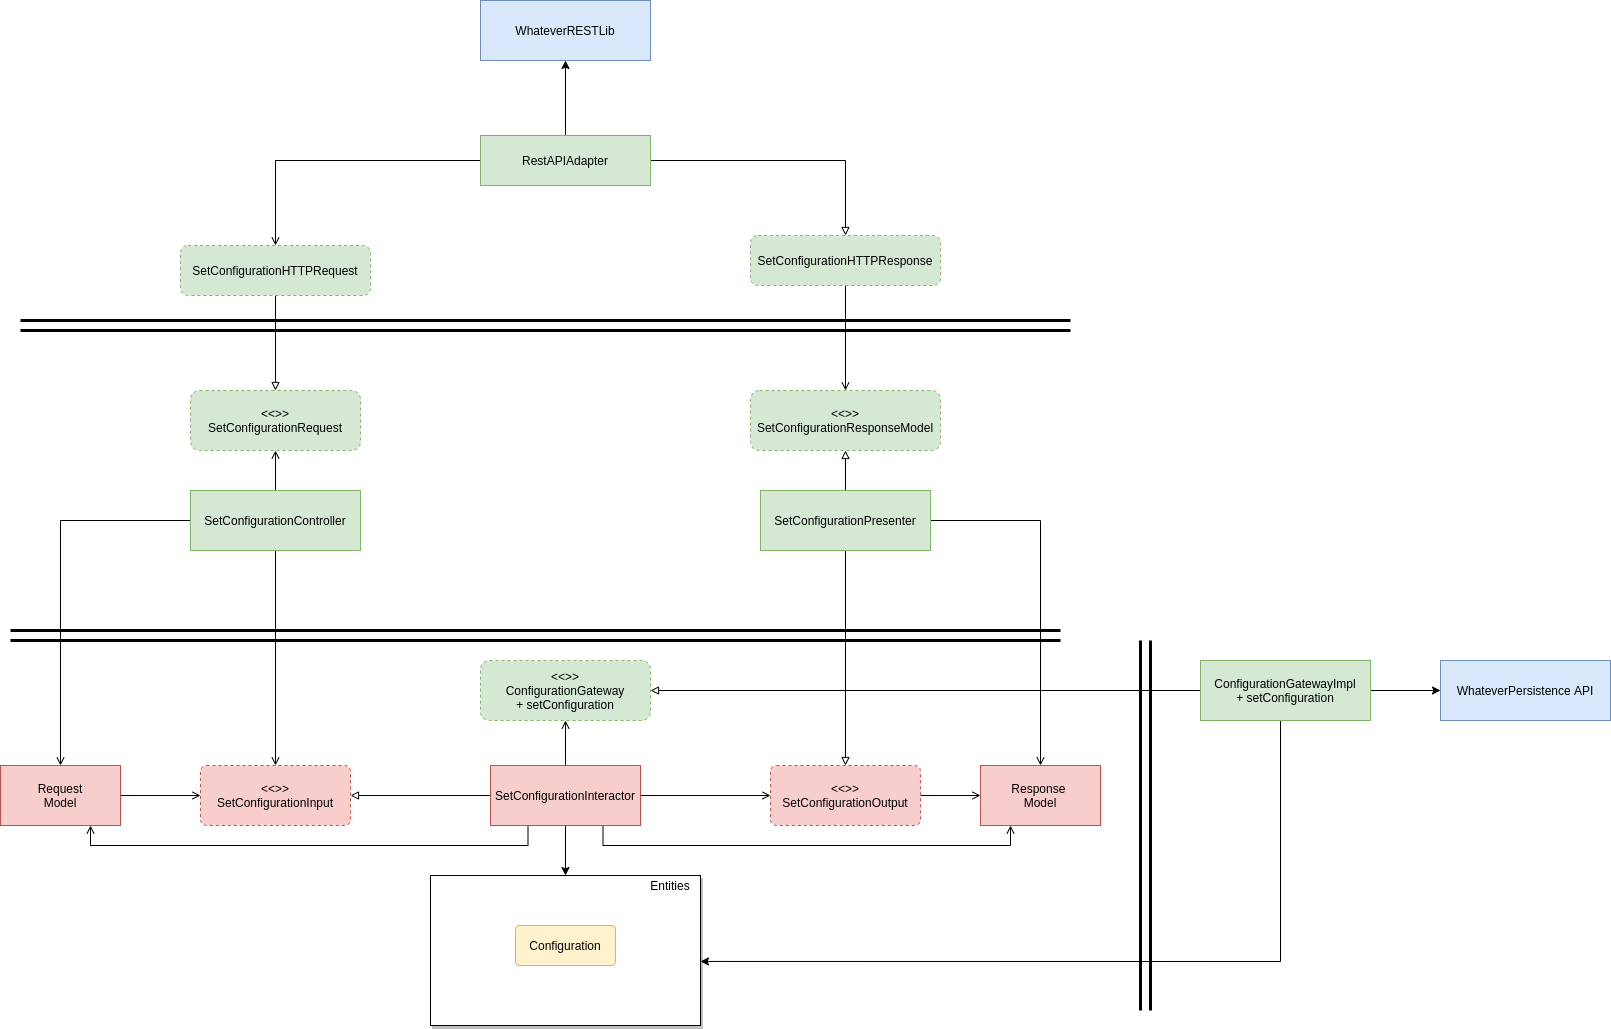 WhateverRESTLib
RestAPIAdapter
SetConfigurationHTTPRequest
SetConfigurationHTTPResponse
<<>>
SetConfigurationRequest
<<>>
SetConfigurationResponseModel
SetConfigurationController
SetConfigurationPresenter
<<>>
ConfigurationGateway
+ setConfiguration
ConfigurationGatewayImpl
+ setConfiguration
WhateverPersistence API
Request
Model
<<>>
SetConfigurationInput
SetConfigurationInteractor
<<>>
SetConfigurationOutput
Response
Model
Entities
Configuration